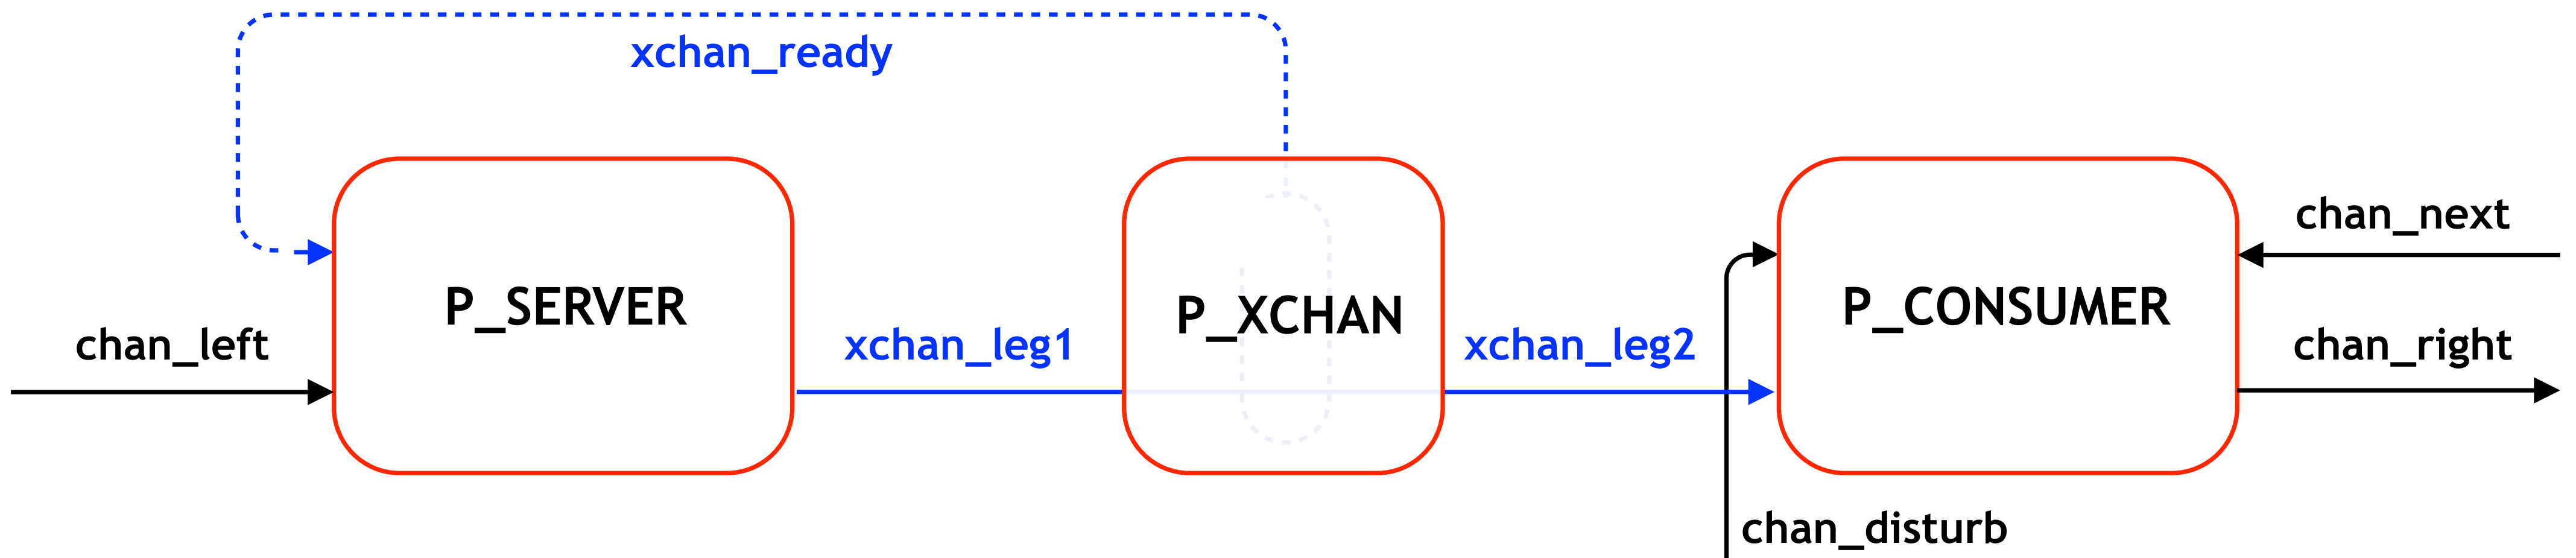 xchan_ready
chan_left
P_SERVER
xchan_leg1
P_XCHAN
xchan_leg2
P_CONSUMER
chan_next
chan_right
chan_disturb